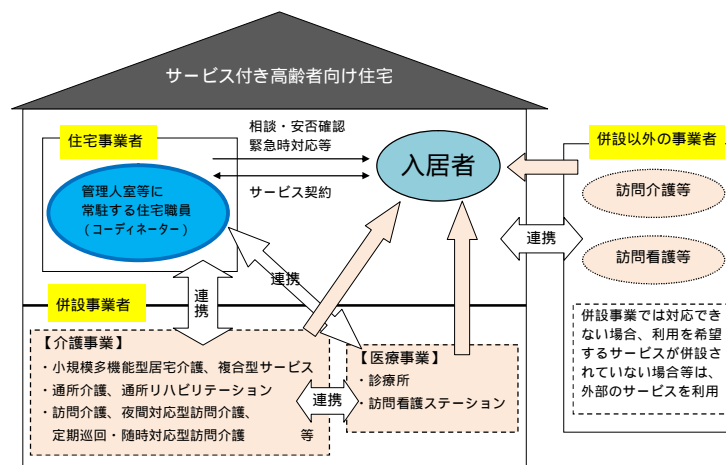 サービス付き高齢者向け住宅
住宅事業者
管理人室等に
常駐する住宅職員
(コーディネーター)
相談・安否確認
緊急時対応等
サービス契約
入居者
併設以外の事業者
訪問介護等
訪問看護等
連携
連携
連携
併設事業者
【介護事業】
・小規模多機能型居宅介護、複合型サービス
・通所介護、通所リハビリテーション
・訪問介護、夜間対応型訪問介護、
定期巡回・随時対応型訪問介護 等
連携
【医療事業】
・診療所
・訪問看護ステーション
併設事業では対応でき
ない場合、利用を希望
するサービスが併設さ
れていない場合等は、
外部のサービスを利用